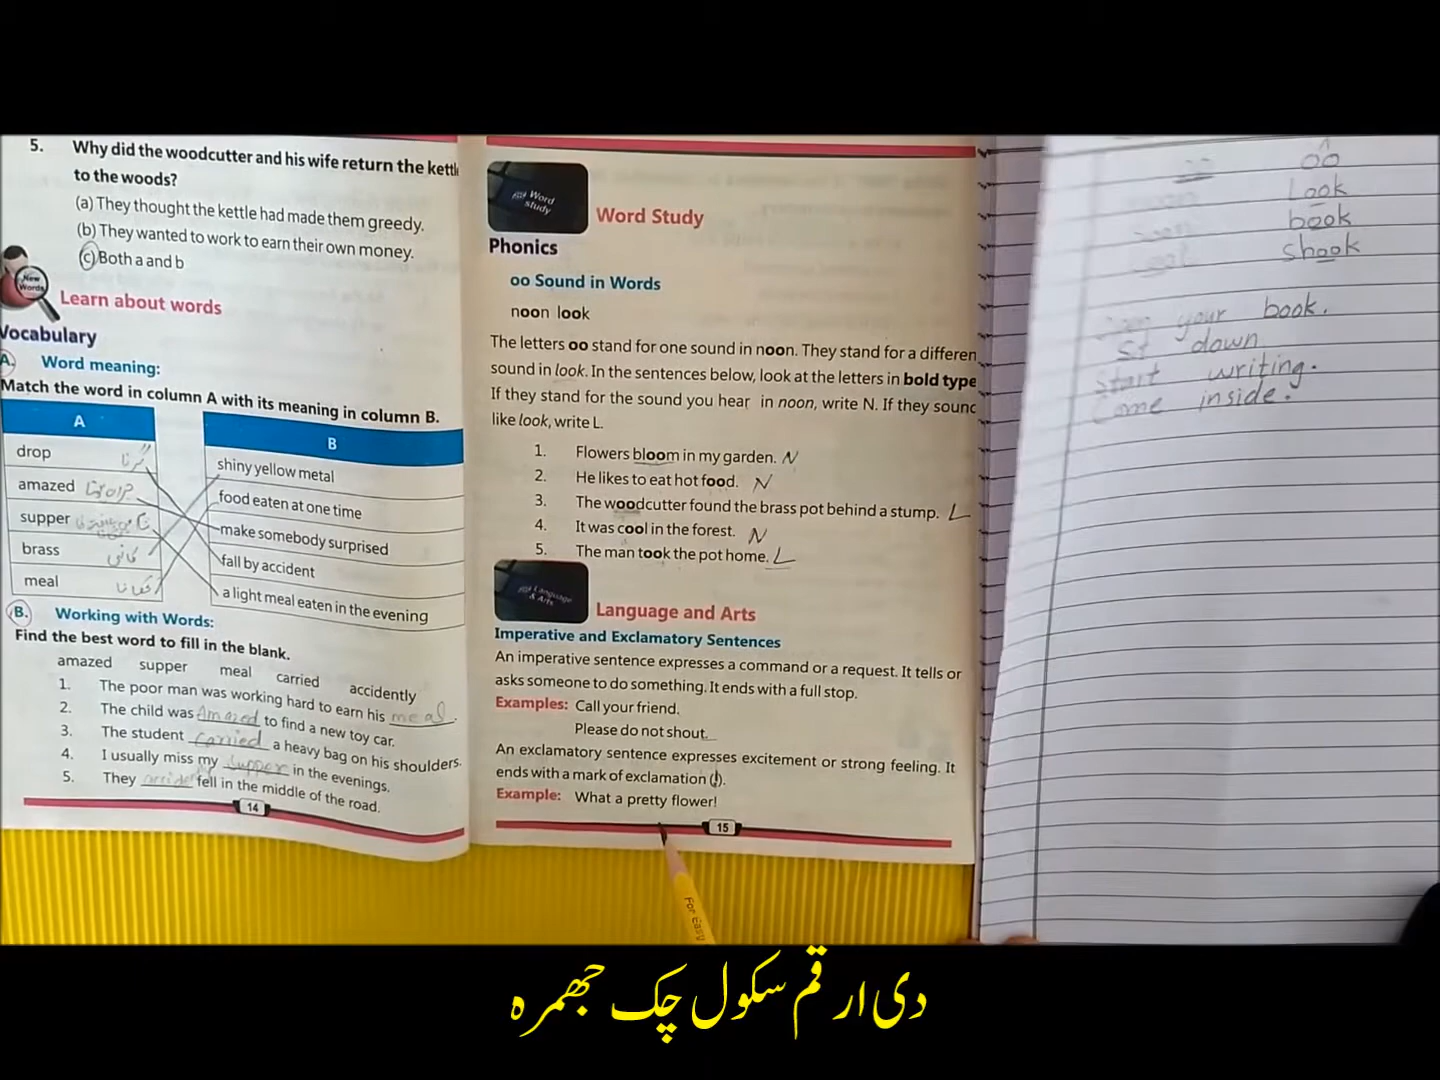 5. Why did the woodcutter and his wife return the kettl
to the woods?
(a) They thought the kettle had made them greedy.
(b) They wanted to work to earn their own money.
(c) Both a and b
New Words
Learn about words
Vocabulary
A. Word meaning:
Match the word in column A with its meaning in column B.
A B
drop گرنا shiny yellow metal
amazed food eaten at one time
supper make somebody surprised
brass fall by accident
meal کھانا a light meal eaten in the evening
B. Working with Words:
Find the best word to fill in the blank.
amazed supper meal carried accidently
1. The poor man was working hard to earn his meal.
2. The child was Amazed to find a new toy car.
3. The student carried a heavy bag on his shoulders.
4. I usually miss my supper in the evenings.
5. They fell in the middle of the road.
14
Word study
Word Study
Phonics
oo Sound in Words
noon look
The letters oo stand for one sound in noon. They stand for a differen
sound in look. In the sentences below, look at the letters in bold type
If they stand for the sound you hear in noon, write N. If they sound
like look, write L.
1. Flowers bloom in my garden. N
2. He likes to eat hot food. N
3. The woodcutter found the brass pot behind a stump. L
4. It was cool in the forest. N
5. The man took the pot home. L
Language & Arts
Language and Arts
Imperative and Exclamatory Sentences
An imperative sentence expresses a command or a request. It tells or
asks someone to do something. It ends with a full stop.
Examples: Call your friend.
Please do not shout.
An exclamatory sentence expresses excitement or strong feeling. It
ends with a mark of exclamation (!).
Example: What a pretty flower!
15
For Easy
oo
Look
book
shook
your book.
down
Start writing.
Come inside.
دی ارقم سکول چک جھمرہ